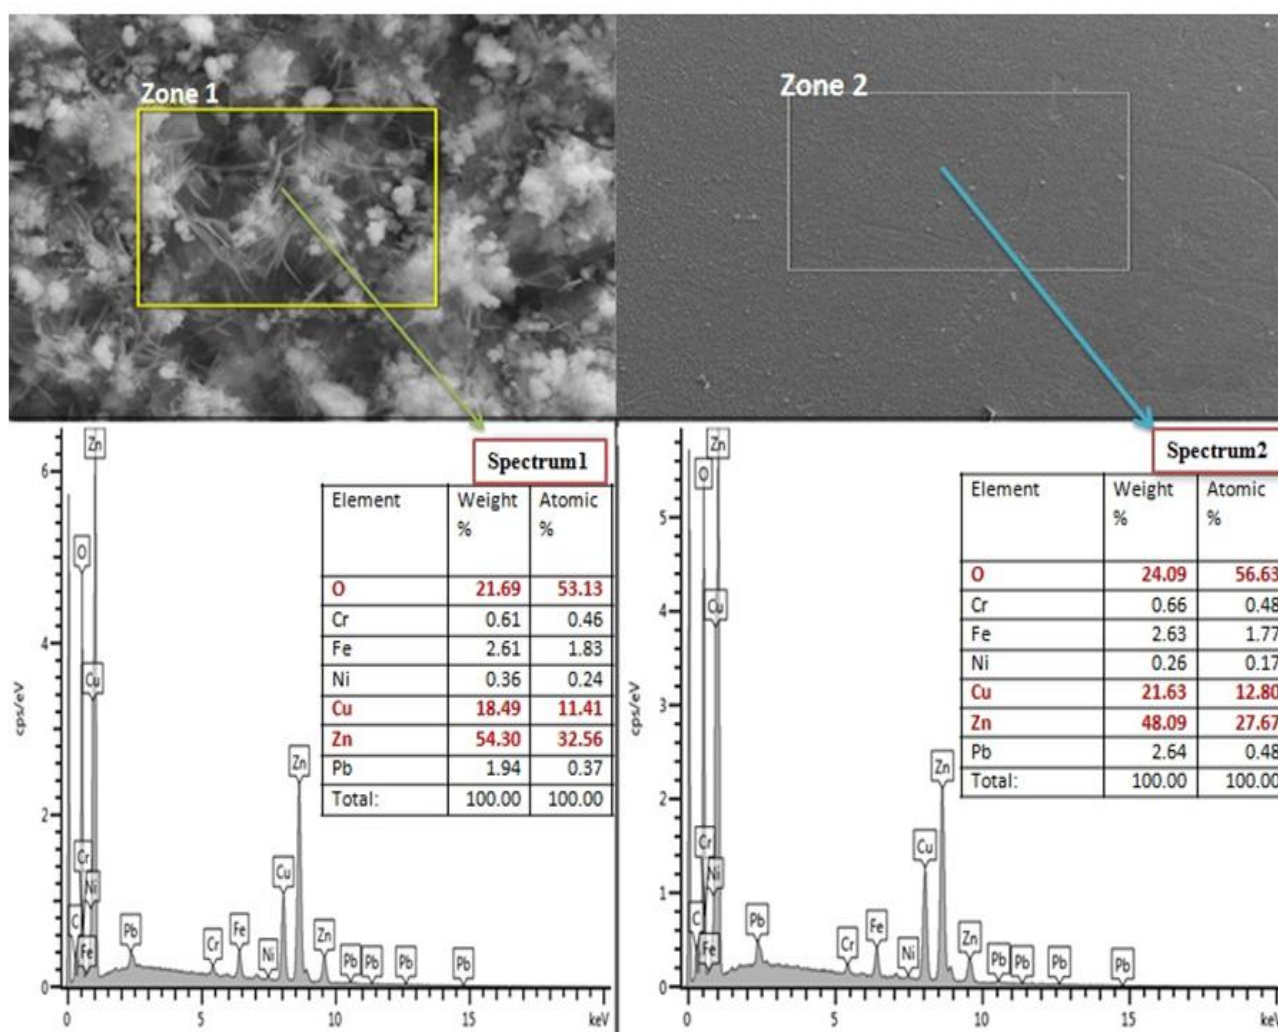 Zone 1
Zone 2
Spectrum1
Element Weight % Atomic %
O 21.69 53.13
Cr 0.61 0.46
Fe 2.61 1.83
Ni 0.36 0.24
Cu 18.49 11.41
Zn 54.30 32.56
Pb 1.94 0.37
Total: 100.00 100.00
cps/eV
6
4
2
0
Zn
O
Cu
Cr
Ni
C
Fe
Pb
Cr
Fe
Ni
Cu
Zn
Zn
Pb
Pb
Pb
Pb
0 5 10 15 keV
Spectrum2
Element Weight % Atomic %
O 24.09 56.63
Cr 0.66 0.48
Fe 2.63 1.77
Ni 0.26 0.17
Cu 21.63 12.80
Zn 48.09 27.67
Pb 2.64 0.48
Total: 100.00 100.00
cps/eV
5
4
3
2
1
0
Zn
O
Cu
Cr
Ni
C
Fe
Pb
Cr
Fe
Ni
Cu
Zn
Zn
Pb
Pb
Pb
Pb
0 5 10 15 keV